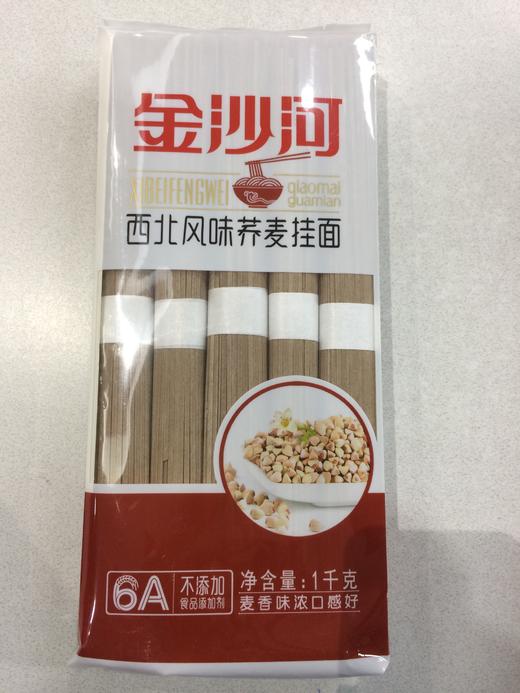 金沙河
XIBEIFENGWEI
qiaomai
guamian
西北风味荞麦挂面
6A
不添加
食品添加剂
净含量:1千克
麦香味浓口感好